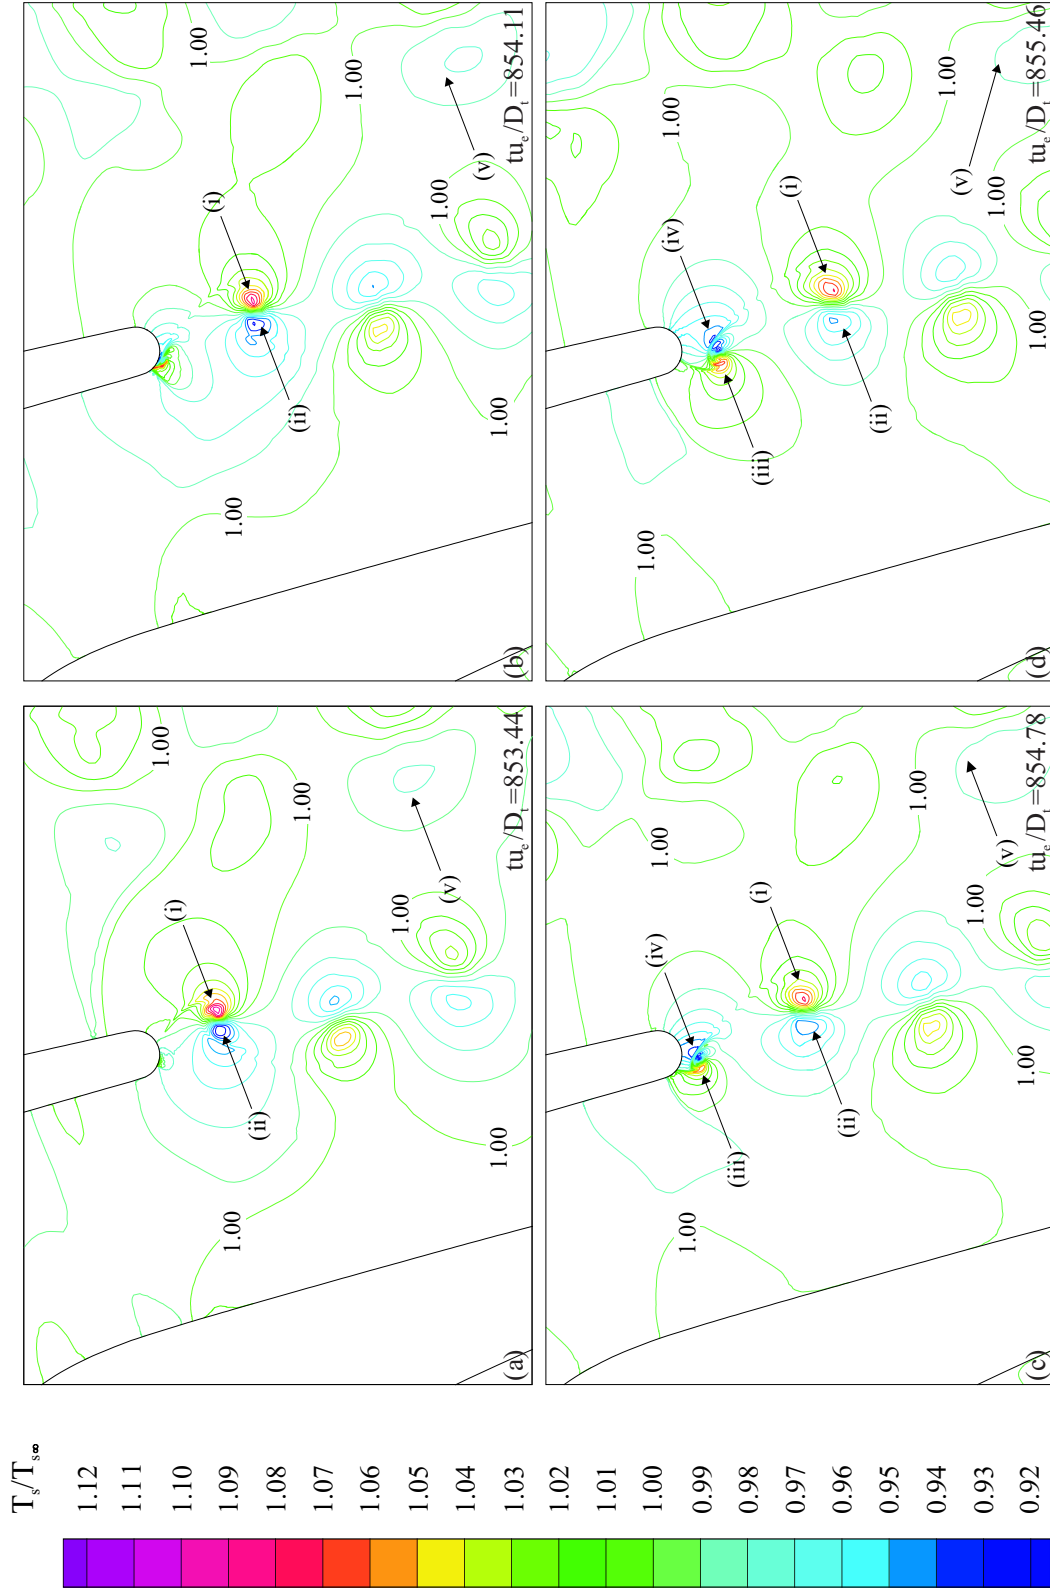 T_s/T_s∞
1.12
1.11
1.10
1.09
1.08
1.07
1.06
1.05
1.04
1.03
1.02
1.01
1.00
0.99
0.98
0.97
0.96
0.95
0.94
0.93
0.92
(a)
tu_e/D_t=853.44
1.00
1.00
1.00
1.00
1.00
(i)
(ii)
(v)
(b)
tu_e/D_t=854.11
1.00
1.00
1.00
1.00
1.00
(i)
(ii)
(v)
(c)
tu_e/D_t=854.78
1.00
1.00
1.00
1.00
1.00
(i)
(ii)
(iii)
(iv)
(v)
(d)
tu_e/D_t=855.46
1.00
1.00
1.00
1.00
1.00
(i)
(ii)
(iii)
(iv)
(v)